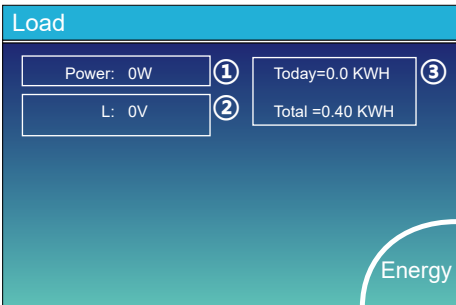 Load
Power: 0W ①
L: 0V ②
Today=0.0 KWH ③
Total =0.40 KWH
Energy